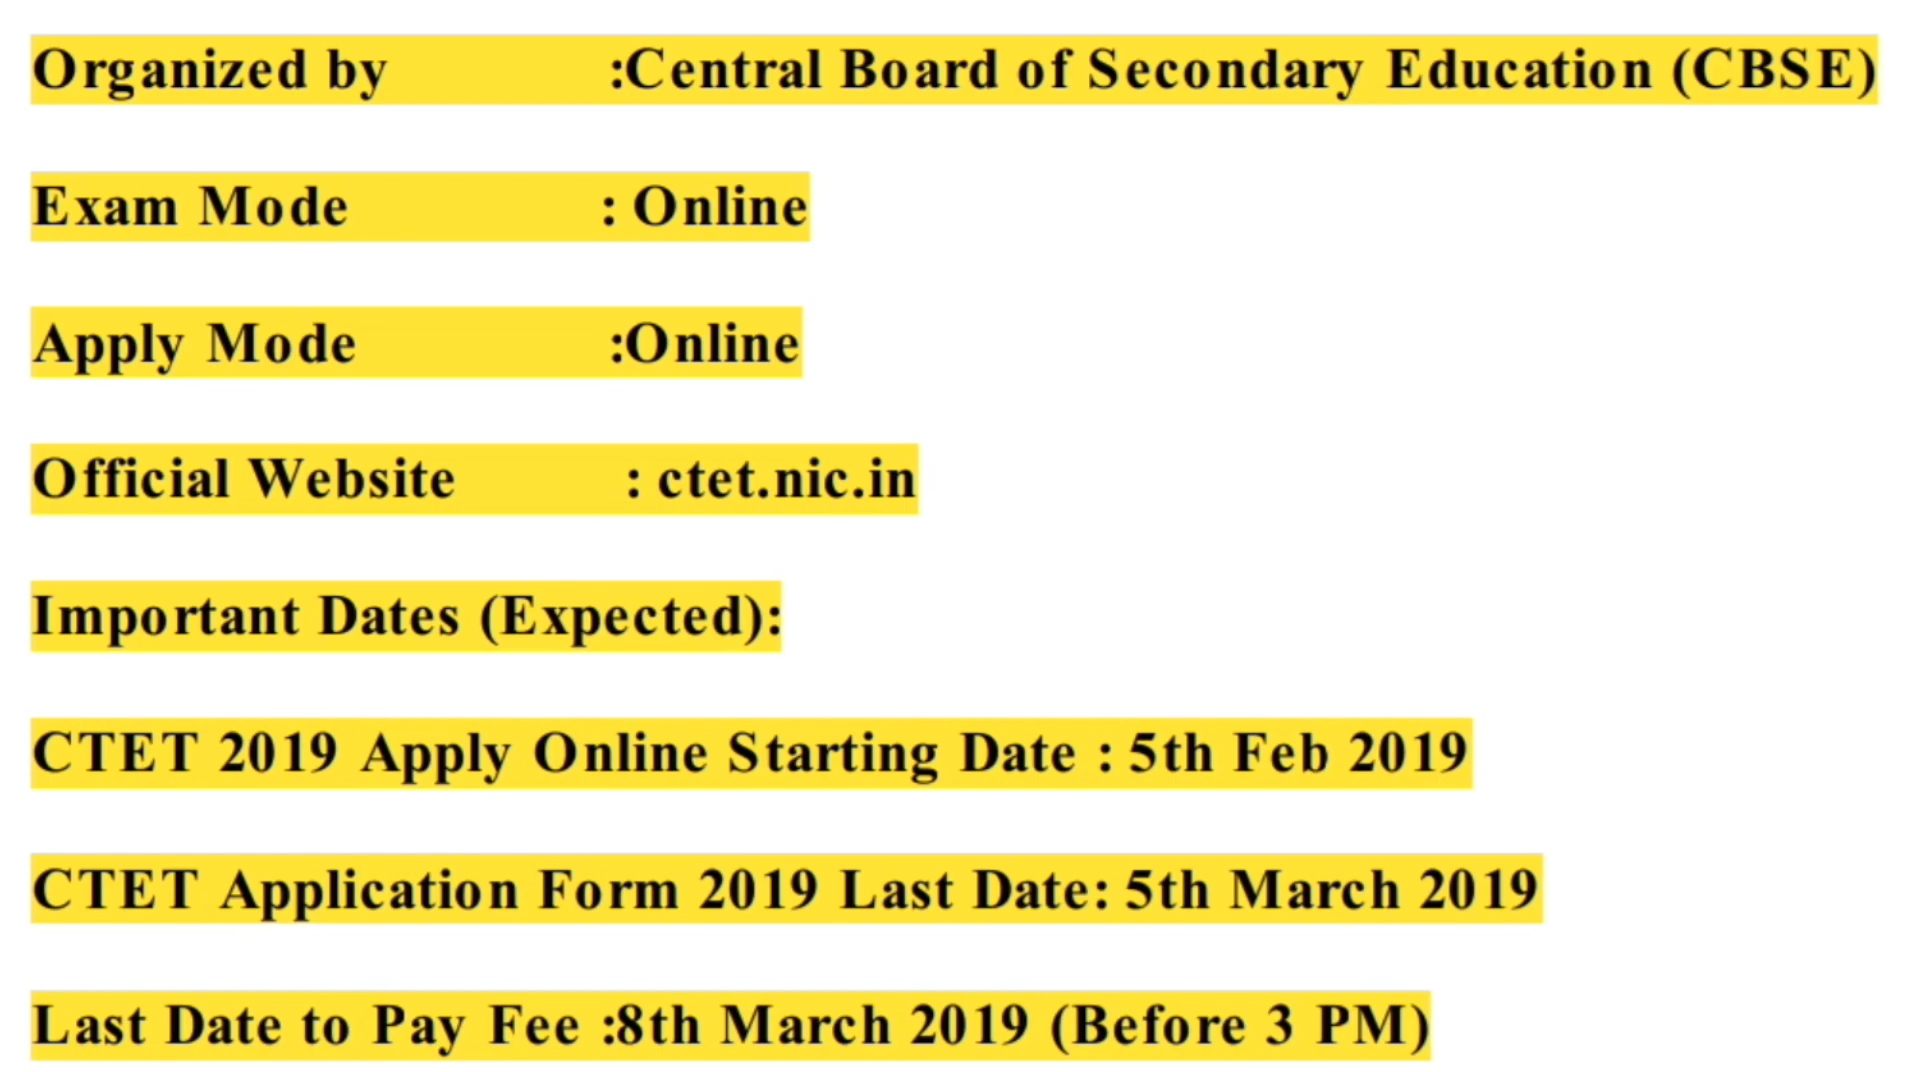 Organized by :Central Board of Secondary Education (CBSE)
Exam Mode : Online
Apply Mode :Online
Official Website : ctet.nic.in
Important Dates (Expected):
CTET 2019 Apply Online Starting Date : 5th Feb 2019
CTET Application Form 2019 Last Date: 5th March 2019
Last Date to Pay Fee :8th March 2019 (Before 3 PM)